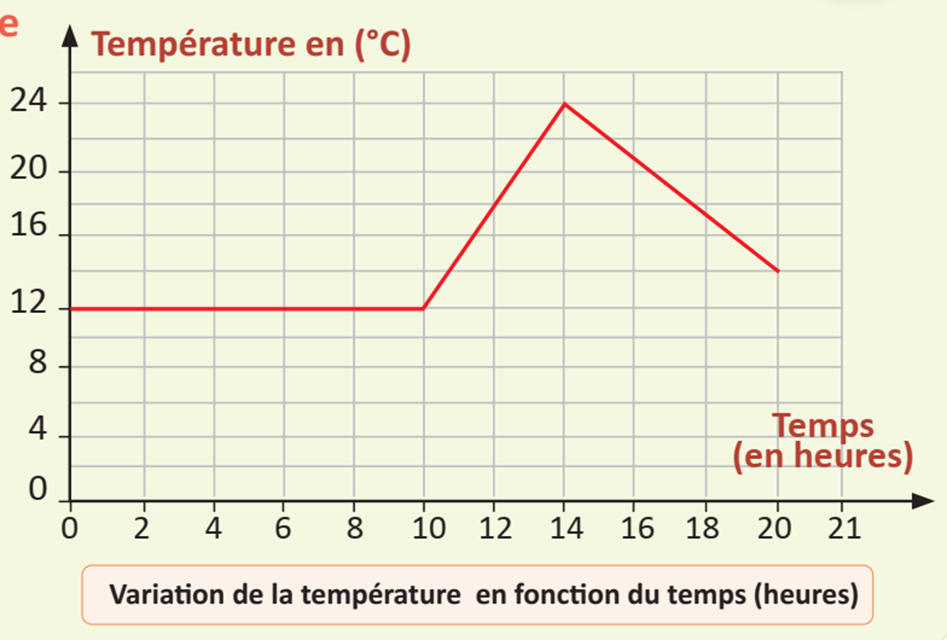 e
Température en (°C)
24
20
16
12
8
4
0
Temps
(en heures)
0 2 4 6 8 10 12 14 16 18 20 21
Variation de la température en fonction du temps (heures)